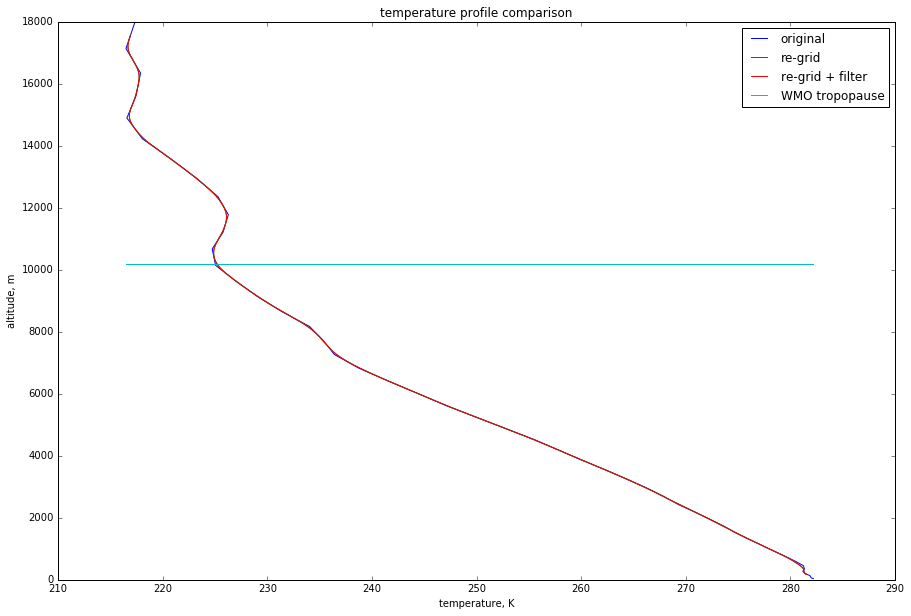 temperature profile comparison
original
re-grid
re-grid + filter
WMO tropopause
18000
16000
14000
12000
10000
8000
6000
4000
2000
0
altitude, m
210 220 230 240 250 260 270 280 290
temperature, K